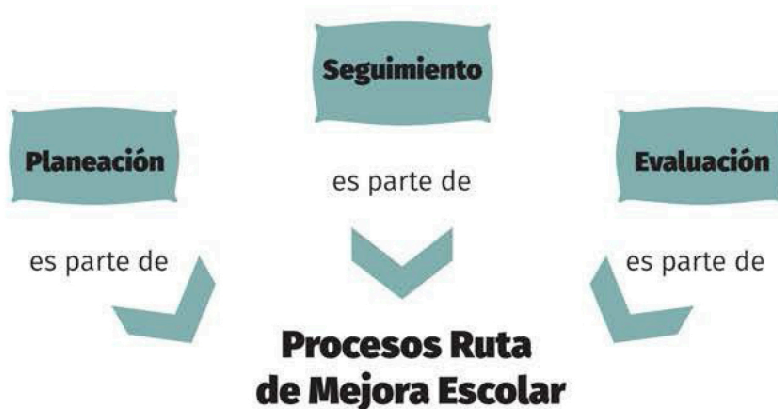 Seguimiento
Planeación
Evaluación
es parte de
es parte de
es parte de
Procesos Ruta
de Mejora Escolar